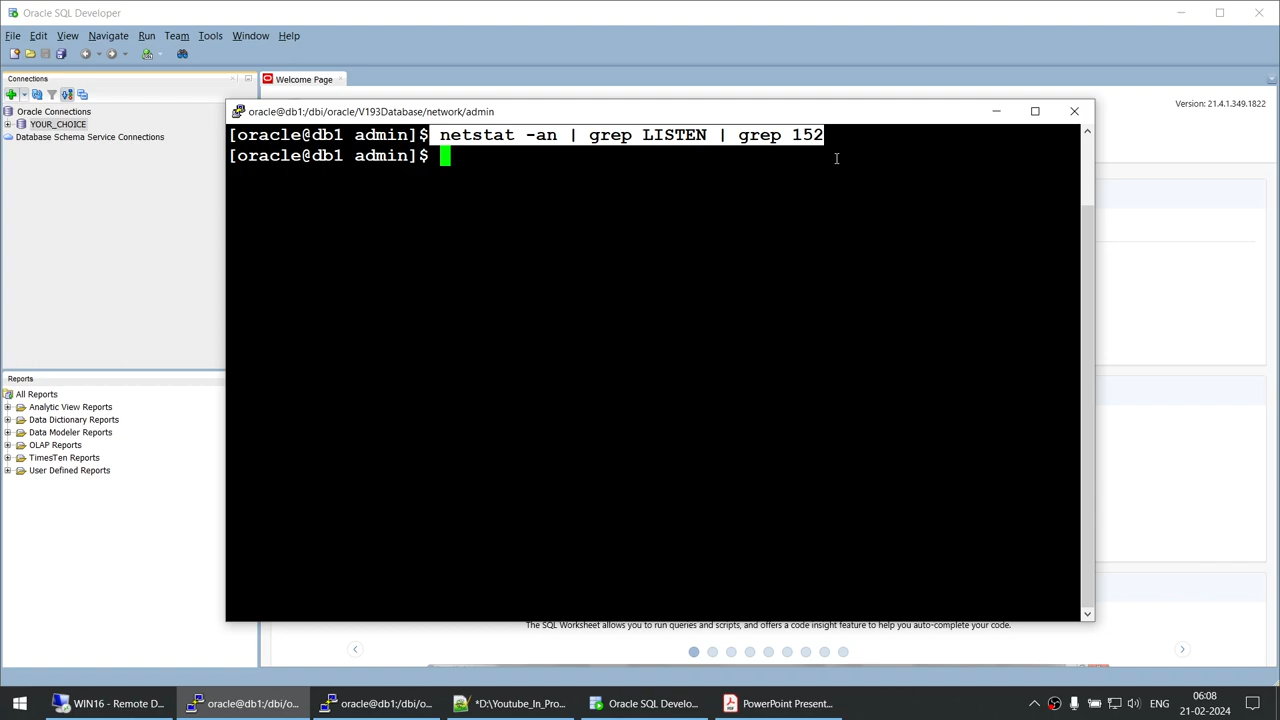 Oracle SQL Developer
File Edit View Navigate Run Team Tools Window Help
Connections
Welcome Page
Oracle Connections
YOUR_CHOICE
Database Schema Service Connections
Version: 21.4.1.349.1822
oracle@db1:/dbi/oracle/V193Database/network/admin
[oracle@db1 admin]$ netstat -an | grep LISTEN | grep 152
[oracle@db1 admin]$
Reports
All Reports
Analytic View Reports
Data Dictionary Reports
Data Modeler Reports
OLAP Reports
TimesTen Reports
User Defined Reports
The SQL Worksheet allows you to run queries and scripts, and offers a code insight feature to help you auto-complete your code.
WIN16 - Remote D...
oracle@db1:/dbi/o...
oracle@db1:/dbi/o...
*D:\Youtube_In_Pro...
Oracle SQL Develo...
PowerPoint Present...
ENG
06:08
21-02-2024